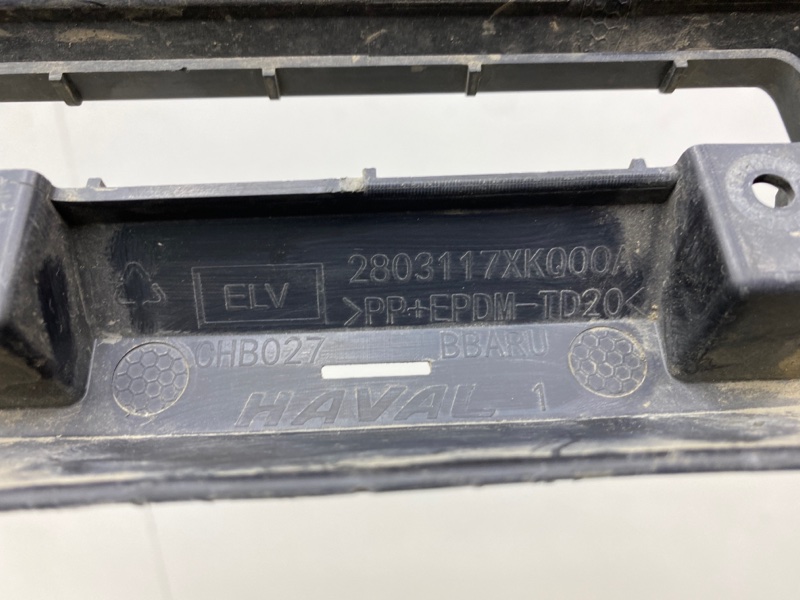 ELV
2803117XKQ00A
>PP+EPDM-TD20<
CHB027
BBARU
HAVAL 1